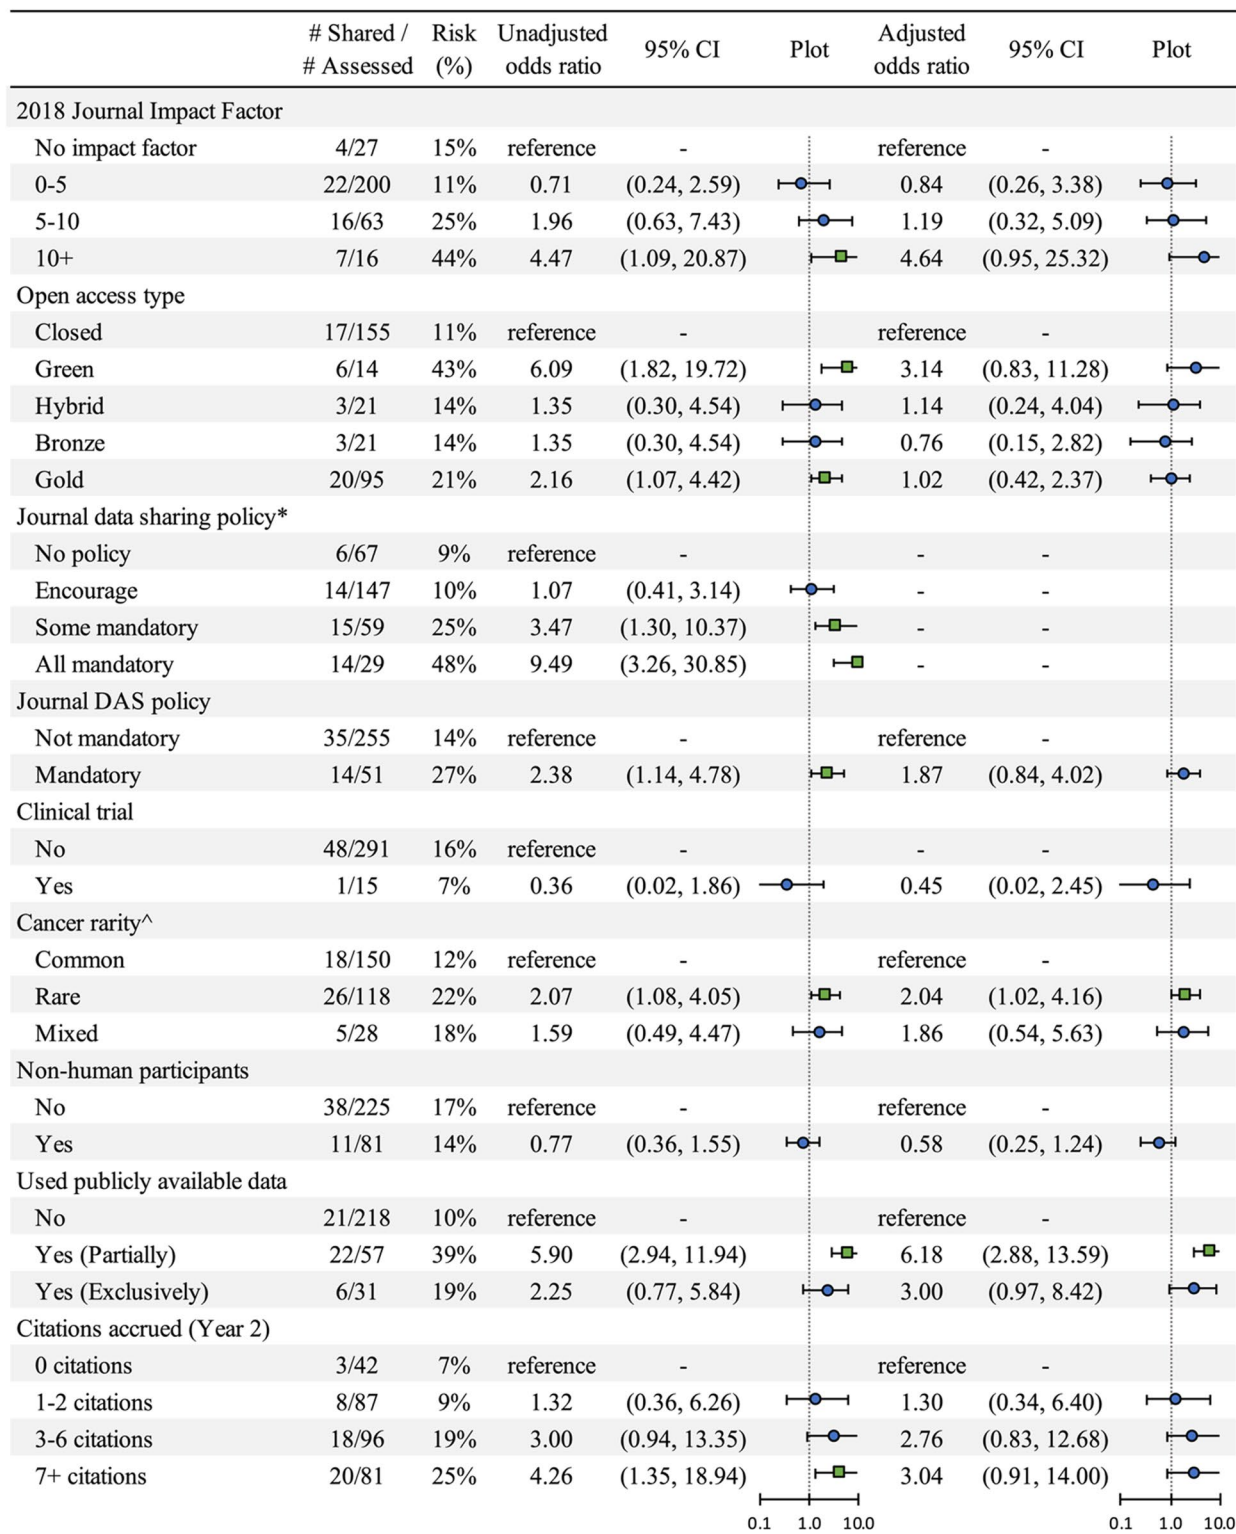 # Shared / Risk Unadjusted 95% CI Plot Adjusted 95% CI Plot
# Assessed (%) odds ratio odds ratio
2018 Journal Impact Factor
No impact factor 4/27 15% reference - reference -
0-5 22/200 11% 0.71 (0.24, 2.59) 0.84 (0.26, 3.38)
5-10 16/63 25% 1.96 (0.63, 7.43) 1.19 (0.32, 5.09)
10+ 7/16 44% 4.47 (1.09, 20.87) 4.64 (0.95, 25.32)
Open access type
Closed 17/155 11% reference - reference -
Green 6/14 43% 6.09 (1.82, 19.72) 3.14 (0.83, 11.28)
Hybrid 3/21 14% 1.35 (0.30, 4.54) 1.14 (0.24, 4.04)
Bronze 3/21 14% 1.35 (0.30, 4.54) 0.76 (0.15, 2.82)
Gold 20/95 21% 2.16 (1.07, 4.42) 1.02 (0.42, 2.37)
Journal data sharing policy*
No policy 6/67 9% reference - - -
Encourage 14/147 10% 1.07 (0.41, 3.14) - -
Some mandatory 15/59 25% 3.47 (1.30, 10.37) - -
All mandatory 14/29 48% 9.49 (3.26, 30.85) - -
Journal DAS policy
Not mandatory 35/255 14% reference - reference -
Mandatory 14/51 27% 2.38 (1.14, 4.78) 1.87 (0.84, 4.02)
Clinical trial
No 48/291 16% reference - - -
Yes 1/15 7% 0.36 (0.02, 1.86) 0.45 (0.02, 2.45)
Cancer rarity^
Common 18/150 12% reference - reference -
Rare 26/118 22% 2.07 (1.08, 4.05) 2.04 (1.02, 4.16)
Mixed 5/28 18% 1.59 (0.49, 4.47) 1.86 (0.54, 5.63)
Non-human participants
No 38/225 17% reference - reference -
Yes 11/81 14% 0.77 (0.36, 1.55) 0.58 (0.25, 1.24)
Used publicly available data
No 21/218 10% reference - reference -
Yes (Partially) 22/57 39% 5.90 (2.94, 11.94) 6.18 (2.88, 13.59)
Yes (Exclusively) 6/31 19% 2.25 (0.77, 5.84) 3.00 (0.97, 8.42)
Citations accrued (Year 2)
0 citations 3/42 7% reference - reference -
1-2 citations 8/87 9% 1.32 (0.36, 6.26) 1.30 (0.34, 6.40)
3-6 citations 18/96 19% 3.00 (0.94, 13.35) 2.76 (0.83, 12.68)
7+ citations 20/81 25% 4.26 (1.35, 18.94) 3.04 (0.91, 14.00)
0.1 1.0 10.0 0.1 1.0 10.0